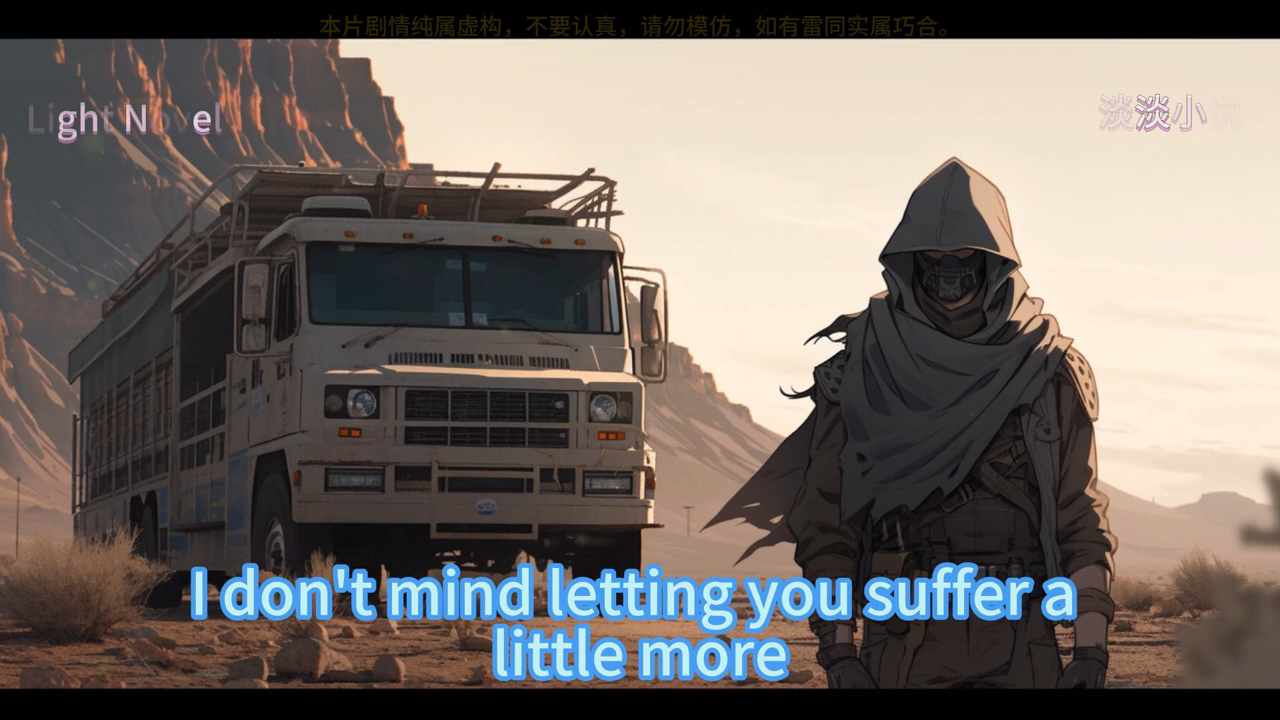 本片剧情纯属虚构，不要认真，请勿模仿，如有雷同实属巧合。
Light Novel
淡淡小说
I don't mind letting you suffer a
little more